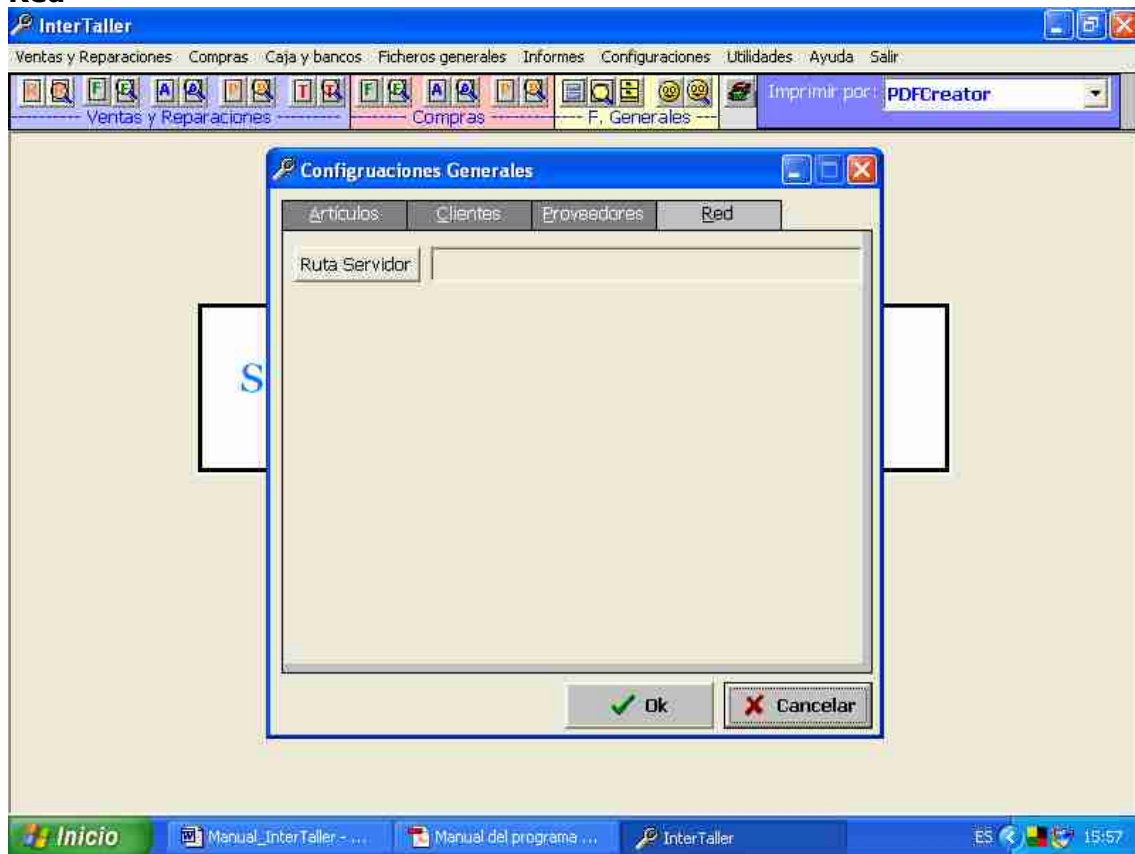 Red
InterTaller
Ventas y Reparaciones Compras Caja y bancos Ficheros generales Informes Configuraciones Utilidades Ayuda Salir
R F F A A P P T T F F A A P P Imprimir por: PDFCreator
---------- Ventas y Reparaciones ---------- -------- Compras -------- ---- F. Generales ---
Configruaciones Generales
Artículos Clientes Proveedores Red
Ruta Servidor
S
Ok Cancelar
Inicio Manual_InterTaller - ... Manual del programa ... InterTaller ES 15:57